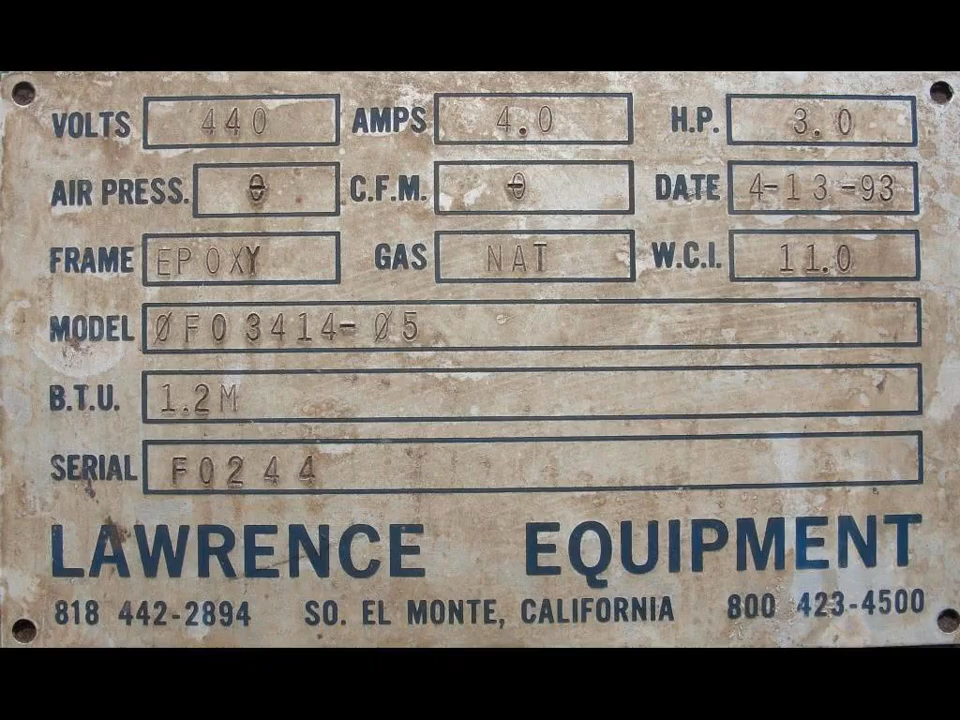 VOLTS 440 AMPS 4.0 H.P. 3.0
AIR PRESS. 0 C.F.M. 0 DATE 4-13-93
FRAME EPOXY GAS NAT W.C.I. 11.0
MODEL ØFO3414-Ø5
B.T.U. 1.2M
SERIAL F0244
LAWRENCE EQUIPMENT
818 442-2894 SO. EL MONTE, CALIFORNIA 800 423-4500